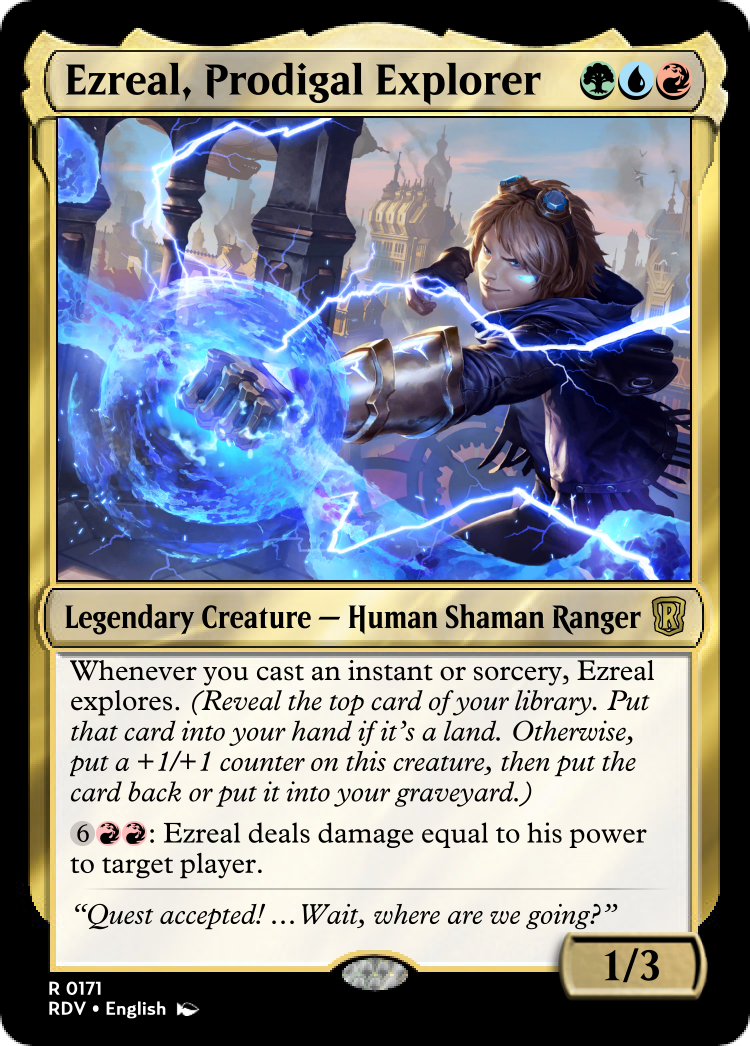 Ezreal, Prodigal Explorer
Legendary Creature — Human Shaman Ranger
R
Whenever you cast an instant or sorcery, Ezreal
explores. (Reveal the top card of your library. Put
that card into your hand if it's a land. Otherwise,
put a +1/+1 counter on this creature, then put the
card back or put it into your graveyard.)
6: Ezreal deals damage equal to his power
to target player.
“Quest accepted! …Wait, where are we going?”
1/3
R 0171
RDV • English